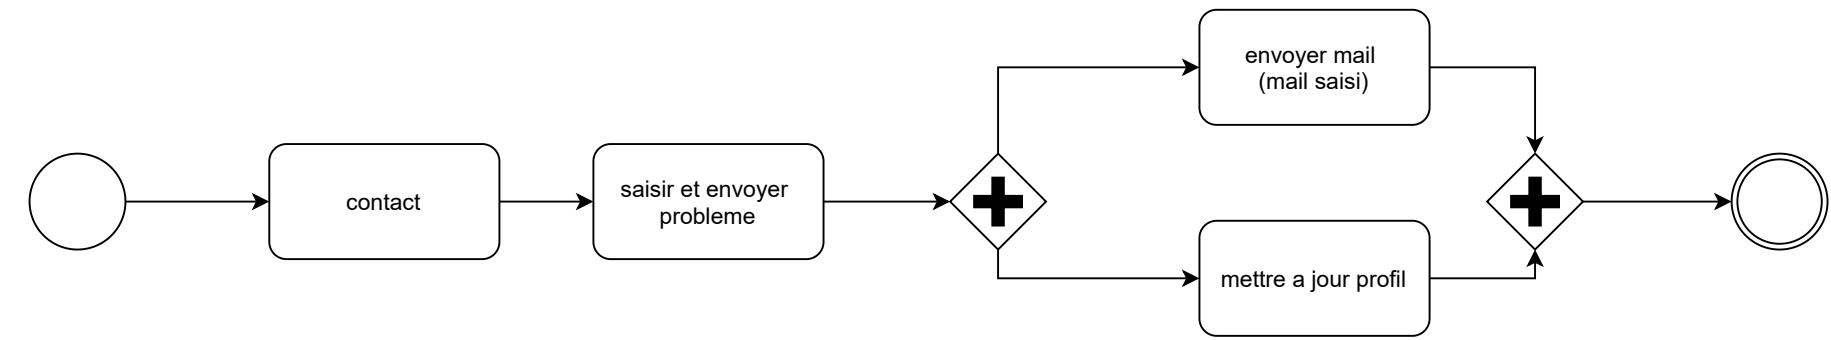 contact
saisir et envoyer
probleme
envoyer mail
(mail saisi)
mettre a jour profil